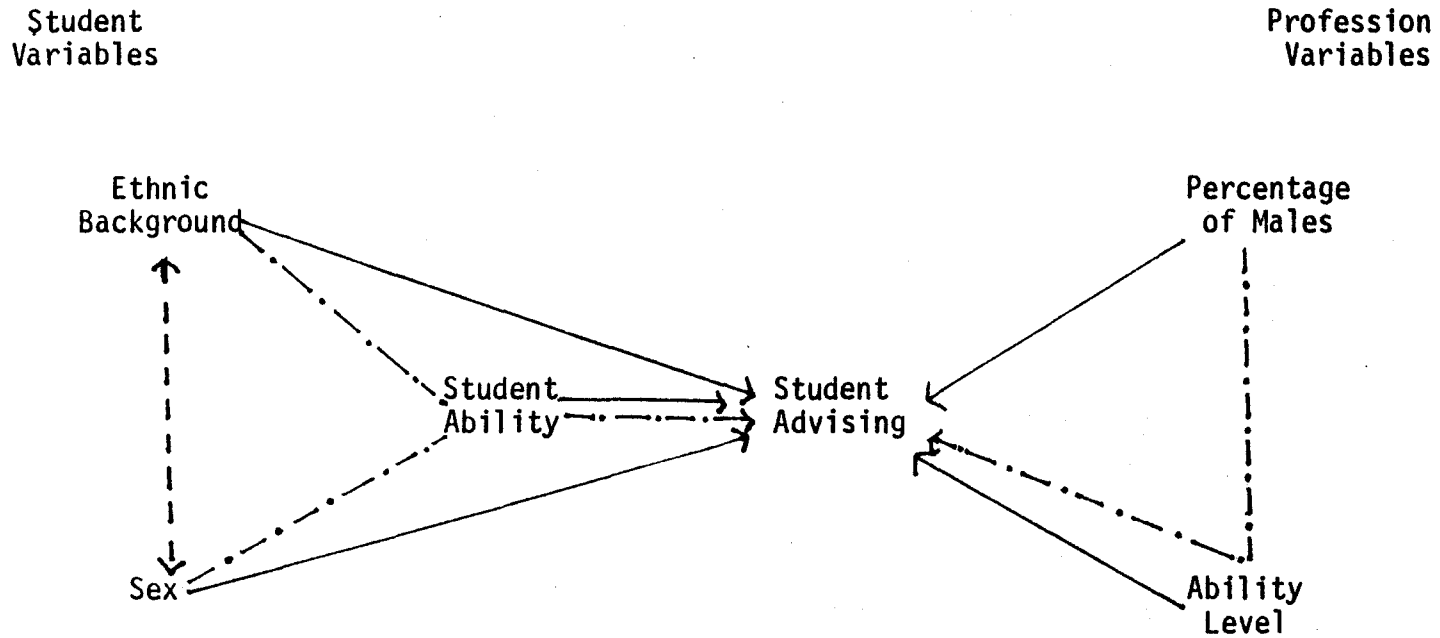 Student
Variables
Profession
Variables
Ethnic
Background
Percentage
of Males
Student
Ability
Student
Advising
Sex
Ability
Level